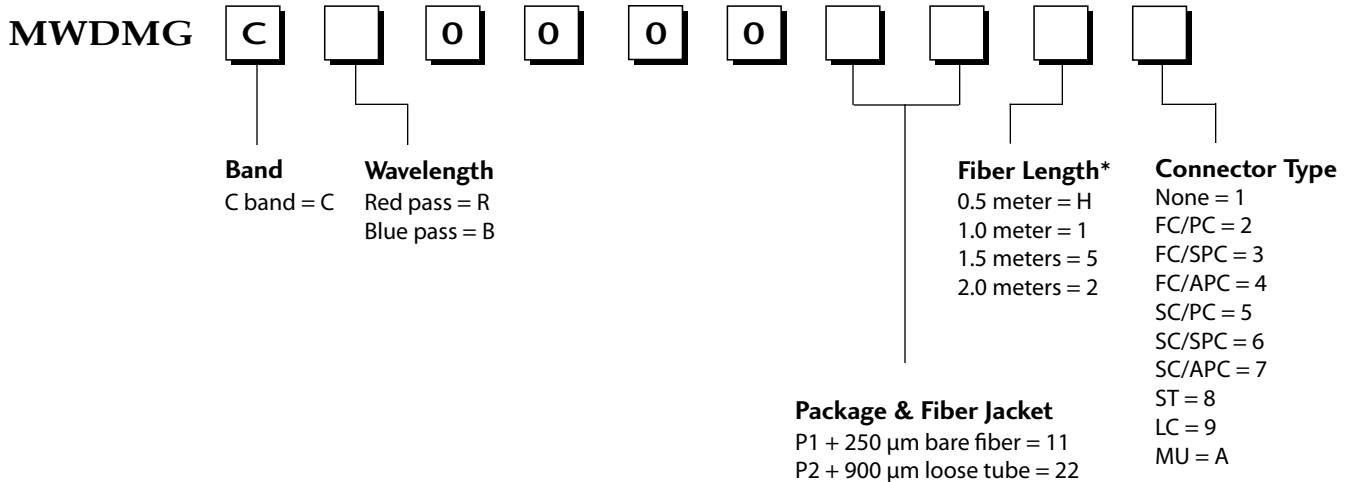 MWDMG C 0 0 0 0
Band
C band = C
Wavelength
Red pass = R
Blue pass = B
Fiber Length*
0.5 meter = H
1.0 meter = 1
1.5 meters = 5
2.0 meters = 2
Connector Type
None = 1
FC/PC = 2
FC/SPC = 3
FC/APC = 4
SC/PC = 5
SC/SPC = 6
SC/APC = 7
ST = 8
LC = 9
MU = A
Package & Fiber Jacket
P1 + 250 µm bare fiber = 11
P2 + 900 µm loose tube = 22